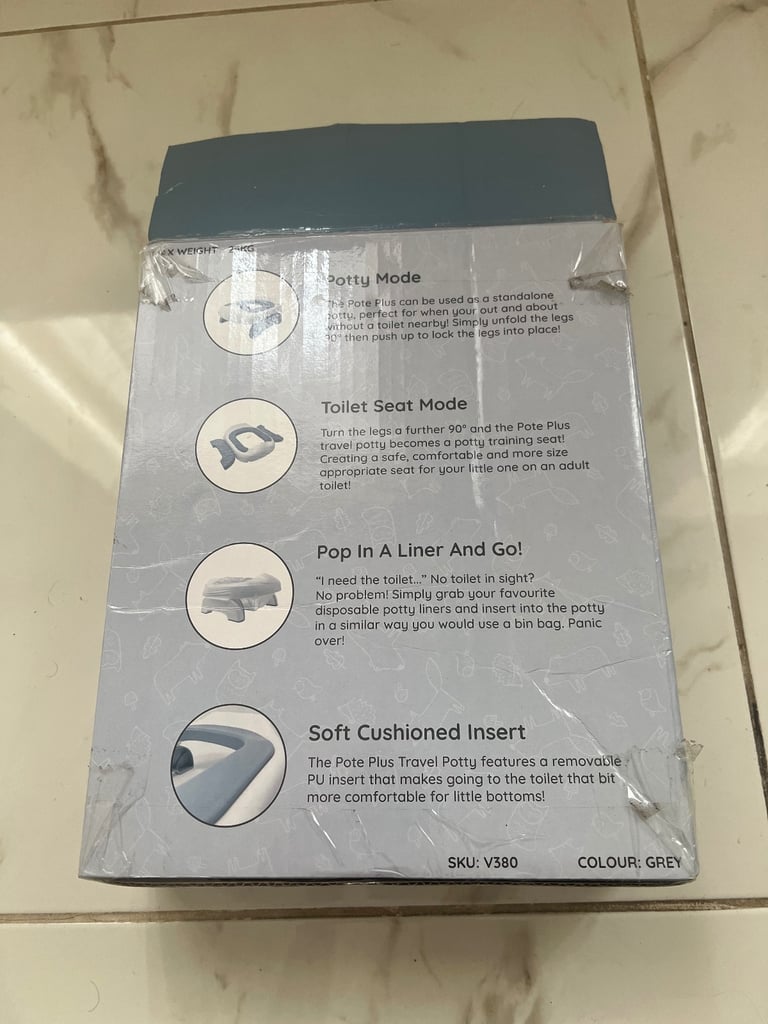 X WEIGHT KG
Potty Mode
The Pote Plus can be used as a standalone
potty, perfect for when your out and about
without a toilet nearby! Simply unfold the legs
90° then push up to lock the legs into place!
Toilet Seat Mode
Turn the legs a further 90° and the Pote Plus
travel potty becomes a potty training seat!
Creating a safe, comfortable and more size
appropriate seat for your little one on an adult
toilet!
Pop In A Liner And Go!
“I need the toilet...” No toilet in sight?
No problem! Simply grab your favourite
disposable potty liners and insert into the potty
in a similar way you would use a bin bag. Panic
over!
Soft Cushioned Insert
The Pote Plus Travel Potty features a removable
PU insert that makes going to the toilet that bit
more comfortable for little bottoms!
SKU: V380 COLOUR: GREY